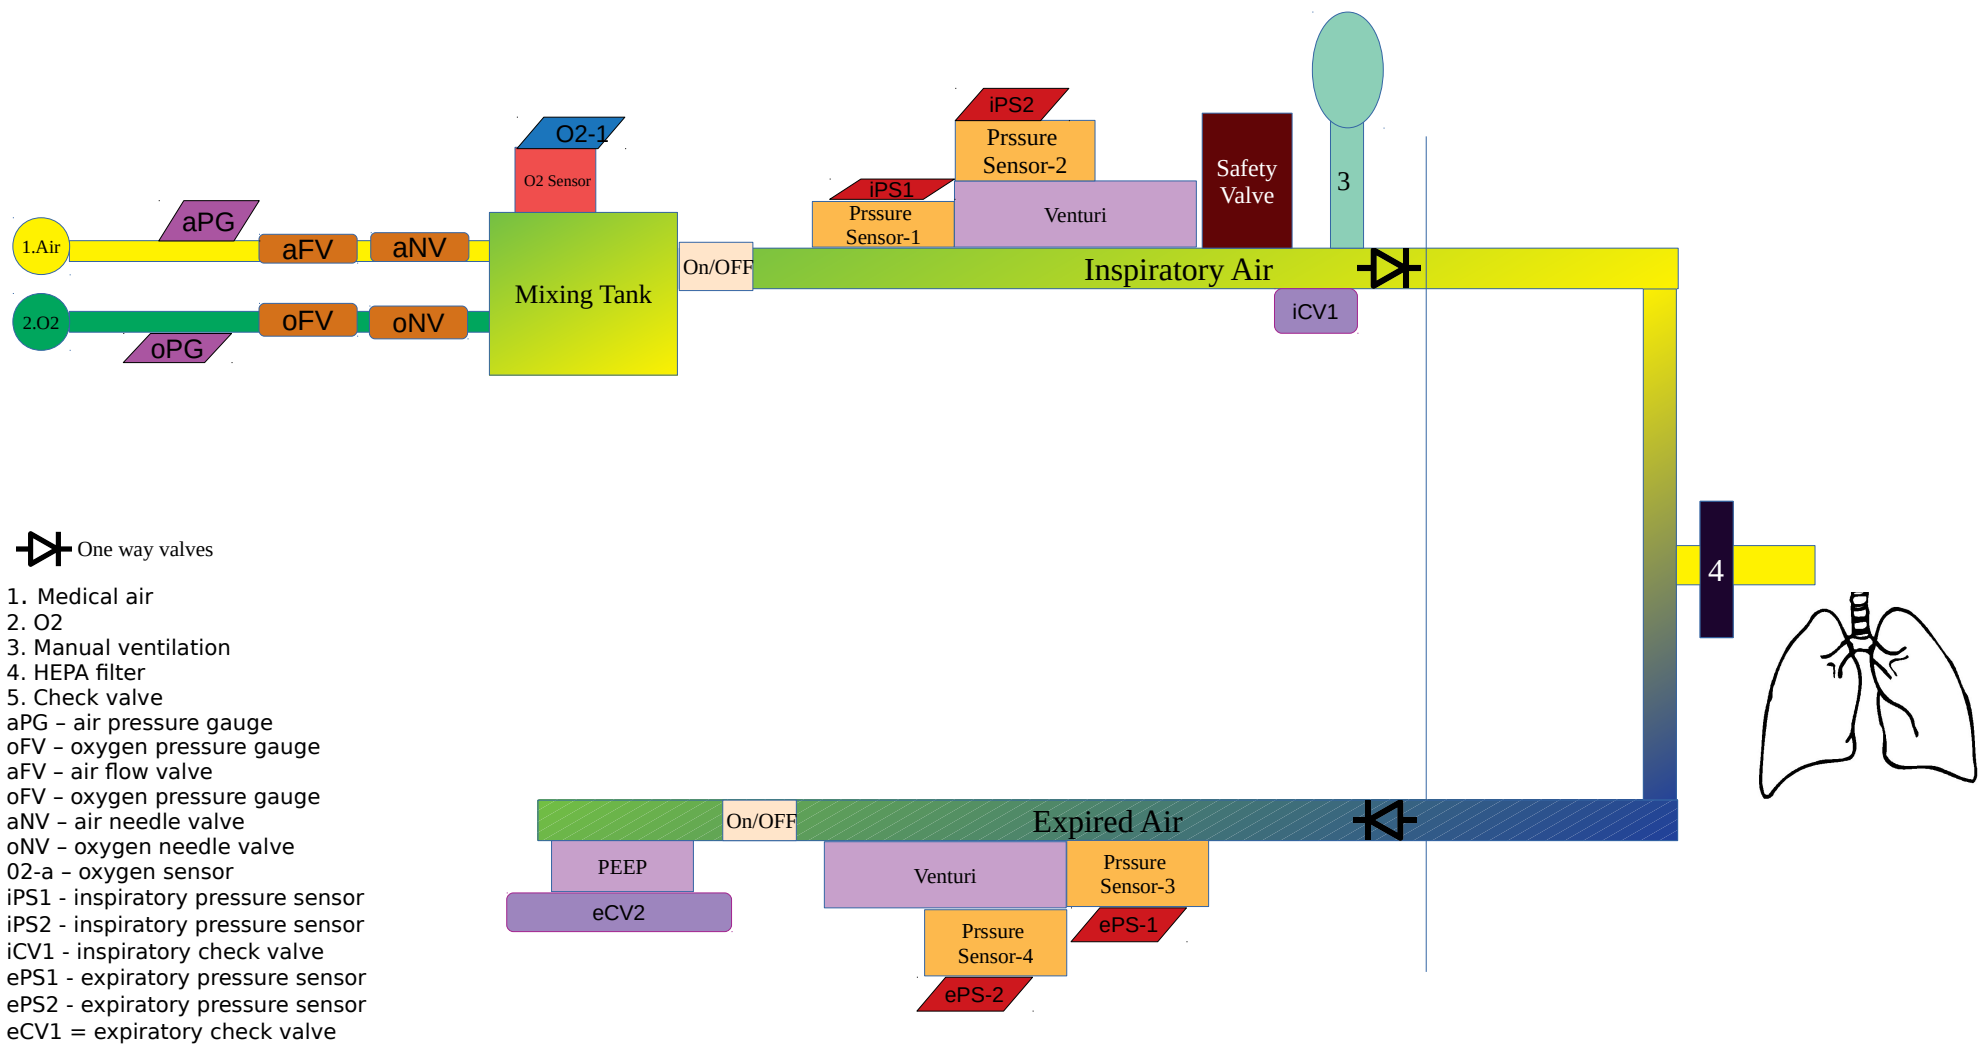 iPS2
O2-1
Prssure
Sensor-2
Safety
Valve
3
O2 Sensor
iPS1
aPG
Prssure
Sensor-1
Venturi
1.Air
aFV
aNV
On/OFF
Inspiratory Air
Mixing Tank
iCV1
2.O2
oFV
oNV
oPG
One way valves
4
1. Medical air
2. O2
3. Manual ventilation
4. HEPA filter
5. Check valve
aPG – air pressure gauge
oFV – oxygen pressure gauge
aFV – air flow valve
oFV – oxygen pressure gauge
aNV – air needle valve
oNV – oxygen needle valve
02-a – oxygen sensor
iPS1 - inspiratory pressure sensor
iPS2 - inspiratory pressure sensor
iCV1 - inspiratory check valve
ePS1 - expiratory pressure sensor
ePS2 - expiratory pressure sensor
eCV1 = expiratory check valve
On/OFF
Expired Air
PEEP
eCV2
Venturi
Prssure
Sensor-3
ePS-1
Prssure
Sensor-4
ePS-2